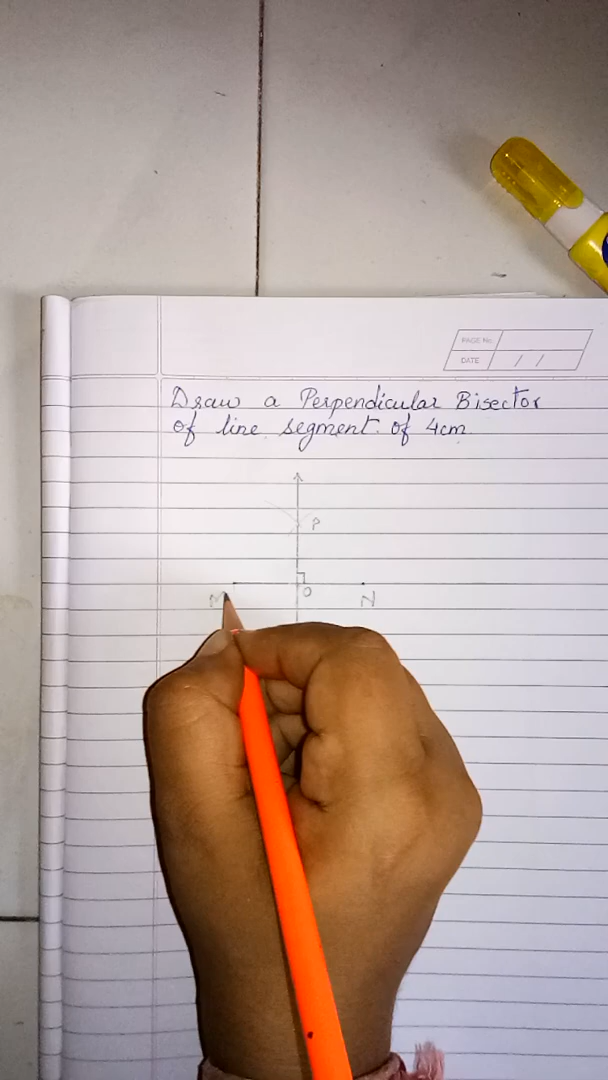 PAGE No.
DATE / /
Draw a Perpendicular Bisector
of line segment of 4cm
P
M O N